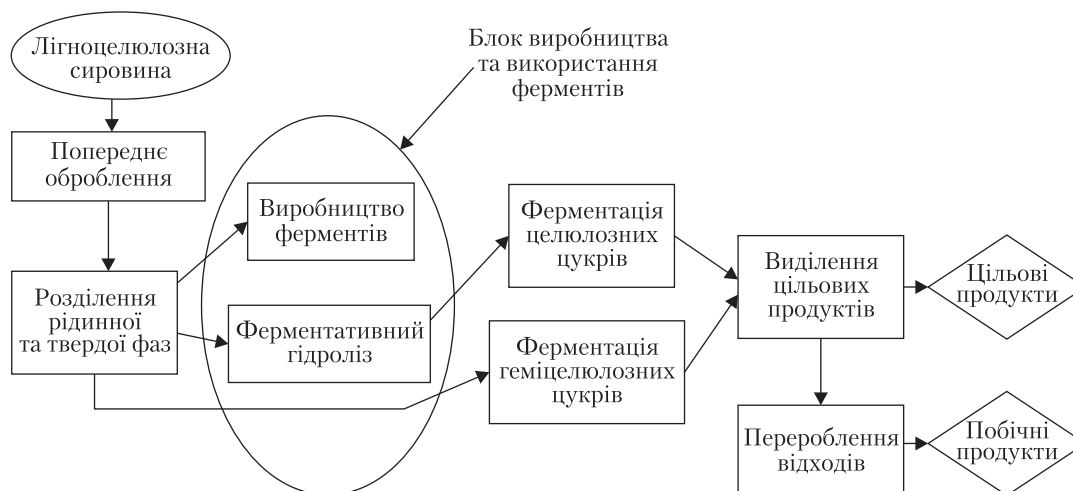 Лігноцелюлозна
сировина
Блок виробництва
та використання
ферментів
Попереднє
оброблення
Виробництво
ферментів
Ферментація
целюлозних
цукрів
Розділення
рідинної
та твердої фаз
Ферментативний
гідроліз
Ферментація
геміцелюлозних
цукрів
Виділення
цільових
продуктів
Цільові
продукти
Перероблення
відходів
Побічні
продукти